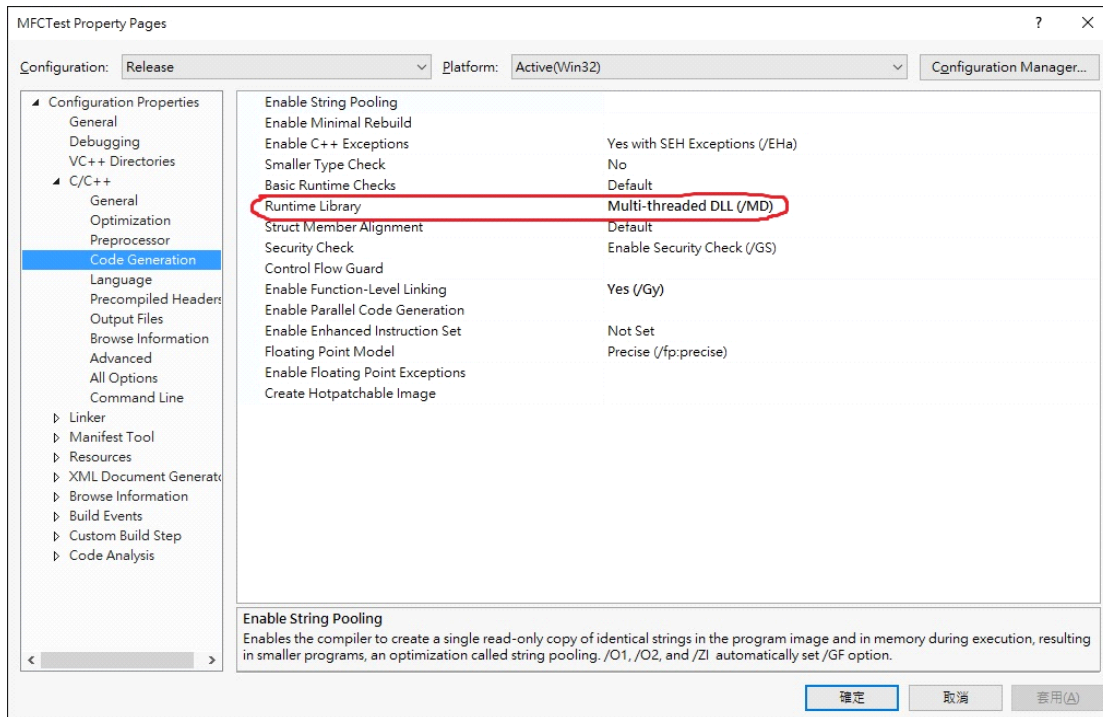 MFCTest Property Pages
? ×
Configuration: Release Platform: Active(Win32) Configuration Manager...
Configuration Properties
General
Debugging
VC++ Directories
C/C++
General
Optimization
Preprocessor
Code Generation
Language
Precompiled Headers
Output Files
Browse Information
Advanced
All Options
Command Line
Linker
Manifest Tool
Resources
XML Document Generato
Browse Information
Build Events
Custom Build Step
Code Analysis
Enable String Pooling
Enable Minimal Rebuild
Enable C++ Exceptions Yes with SEH Exceptions (/EHa)
Smaller Type Check No
Basic Runtime Checks Default
Runtime Library Multi-threaded DLL (/MD)
Struct Member Alignment Default
Security Check Enable Security Check (/GS)
Control Flow Guard
Enable Function-Level Linking Yes (/Gy)
Enable Parallel Code Generation
Enable Enhanced Instruction Set Not Set
Floating Point Model Precise (/fp:precise)
Enable Floating Point Exceptions
Create Hotpatchable Image
Enable String Pooling
Enables the compiler to create a single read-only copy of identical strings in the program image and in memory during execution, resulting
in smaller programs, an optimization called string pooling. /O1, /O2, and /ZI automatically set /GF option.
確定 取消 套用(A)